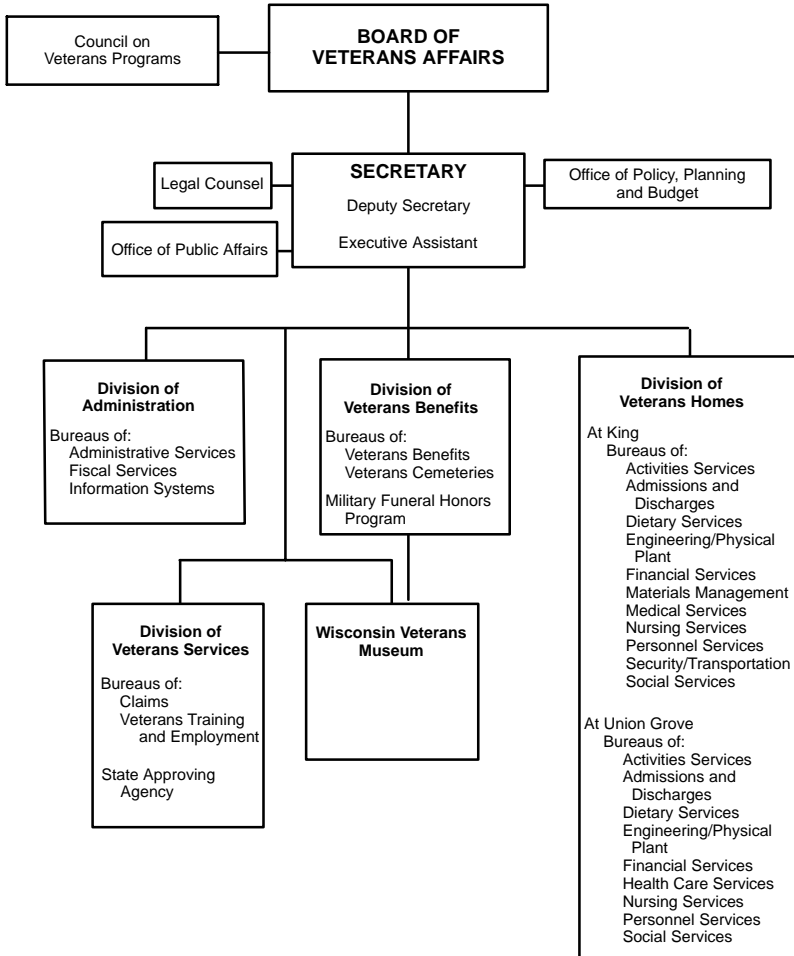 Council on
Veterans Programs
BOARD OF
VETERANS AFFAIRS
Legal Counsel
Office of Public Affairs
SECRETARY
Deputy Secretary
Executive Assistant
Office of Policy, Planning
and Budget
Division of
Administration
Bureaus of:
Administrative Services
Fiscal Services
Information Systems
Division of
Veterans Benefits
Bureaus of:
Veterans Benefits
Veterans Cemeteries
Military Funeral Honors
Program
Division of
Veterans Services
Bureaus of:
Claims
Veterans Training
and Employment
State Approving
Agency
Wisconsin Veterans
Museum
Division of
Veterans Homes
At King
Bureaus of:
Activities Services
Admissions and
Discharges
Dietary Services
Engineering/Physical
Plant
Financial Services
Materials Management
Medical Services
Nursing Services
Personnel Services
Security/Transportation
Social Services
At Union Grove
Bureaus of:
Activities Services
Admissions and
Discharges
Dietary Services
Engineering/Physical
Plant
Financial Services
Health Care Services
Nursing Services
Personnel Services
Social Services